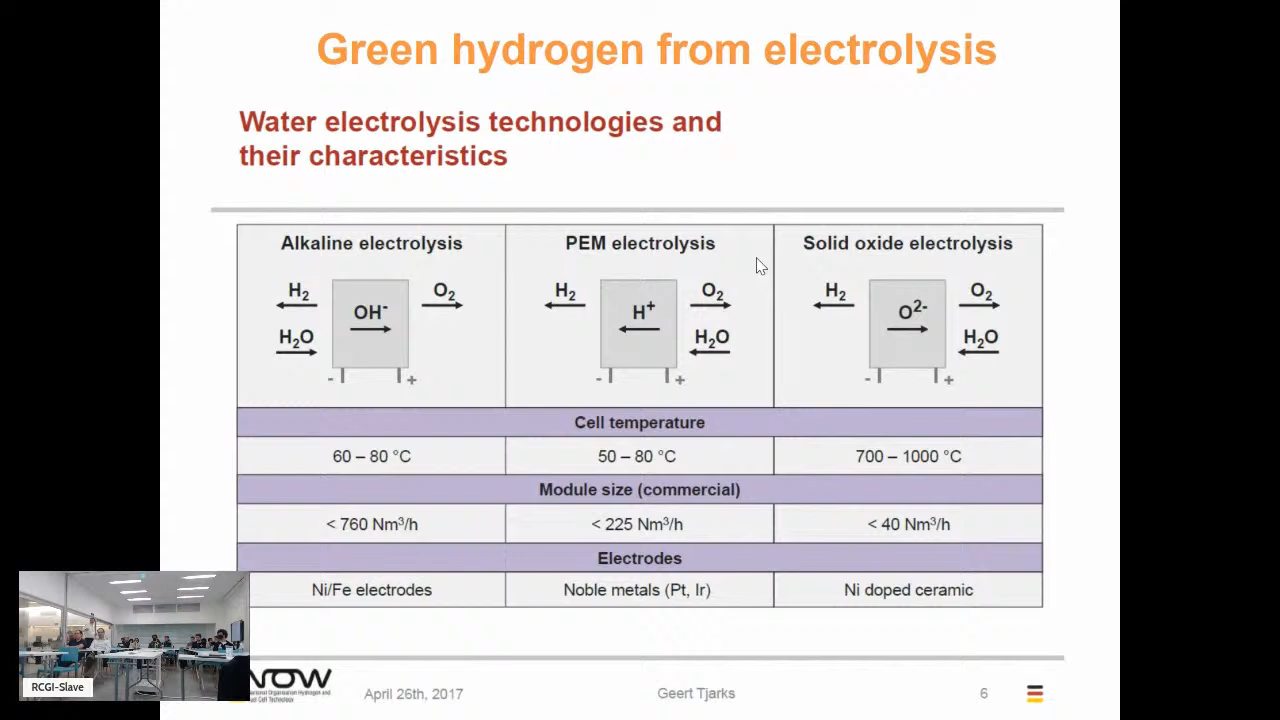 Green hydrogen from electrolysis
Water electrolysis technologies and
their characteristics
Alkaline electrolysis
PEM electrolysis
Solid oxide electrolysis
H₂
O₂
OH⁻
H₂O
-
+
H₂
O₂
H⁺
H₂O
-
+
H₂
O₂
O²⁻
H₂O
-
+
Cell temperature
60 – 80 °C
50 – 80 °C
700 – 1000 °C
Module size (commercial)
< 760 Nm³/h
< 225 Nm³/h
< 40 Nm³/h
Electrodes
Ni/Fe electrodes
Noble metals (Pt, Ir)
Ni doped ceramic
RCGI-Slave
NOW
April 26th, 2017
Geert Tjarks
6